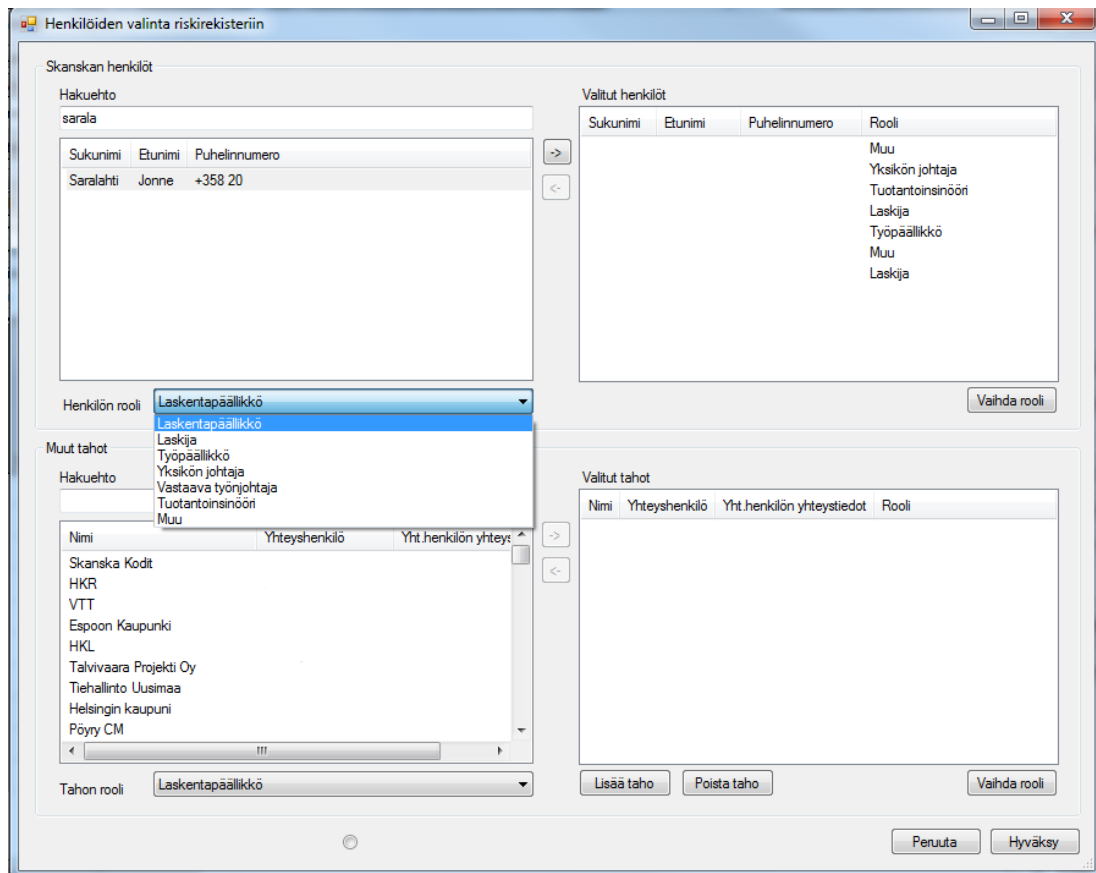 Henkilöiden valinta riskirekisteriin
Skanskan henkilöt
Hakuehto
sarala
Sukunimi Etunimi Puhelinnumero
Saralahti Jonne +358 20
->
<-
Valitut henkilöt
Sukunimi Etunimi Puhelinnumero Rooli
Muu
Yksikön johtaja
Tuotantoinsinööri
Laskija
Työpäällikkö
Muu
Laskija
Henkilön rooli Laskentapäällikkö
Laskentapäällikkö
Laskija
Työpäällikkö
Yksikön johtaja
Vastaava työnjohtaja
Tuotantoinsinööri
Muu
Vaihda rooli
Muut tahot
Hakuehto
Nimi Yhteyshenkilö Yht.henkilön yhteys
Skanska Kodit
HKR
VTT
Espoon Kaupunki
HKL
Talvivaara Projekti Oy
Tiehallinto Uusimaa
Helsingin kaupuni
Pöyry CM
->
<-
Valitut tahot
Nimi Yhteyshenkilö Yht.henkilön yhteystiedot Rooli
Tahon rooli Laskentapäällikkö
Lisää taho Poista taho Vaihda rooli
Peruuta Hyväksy